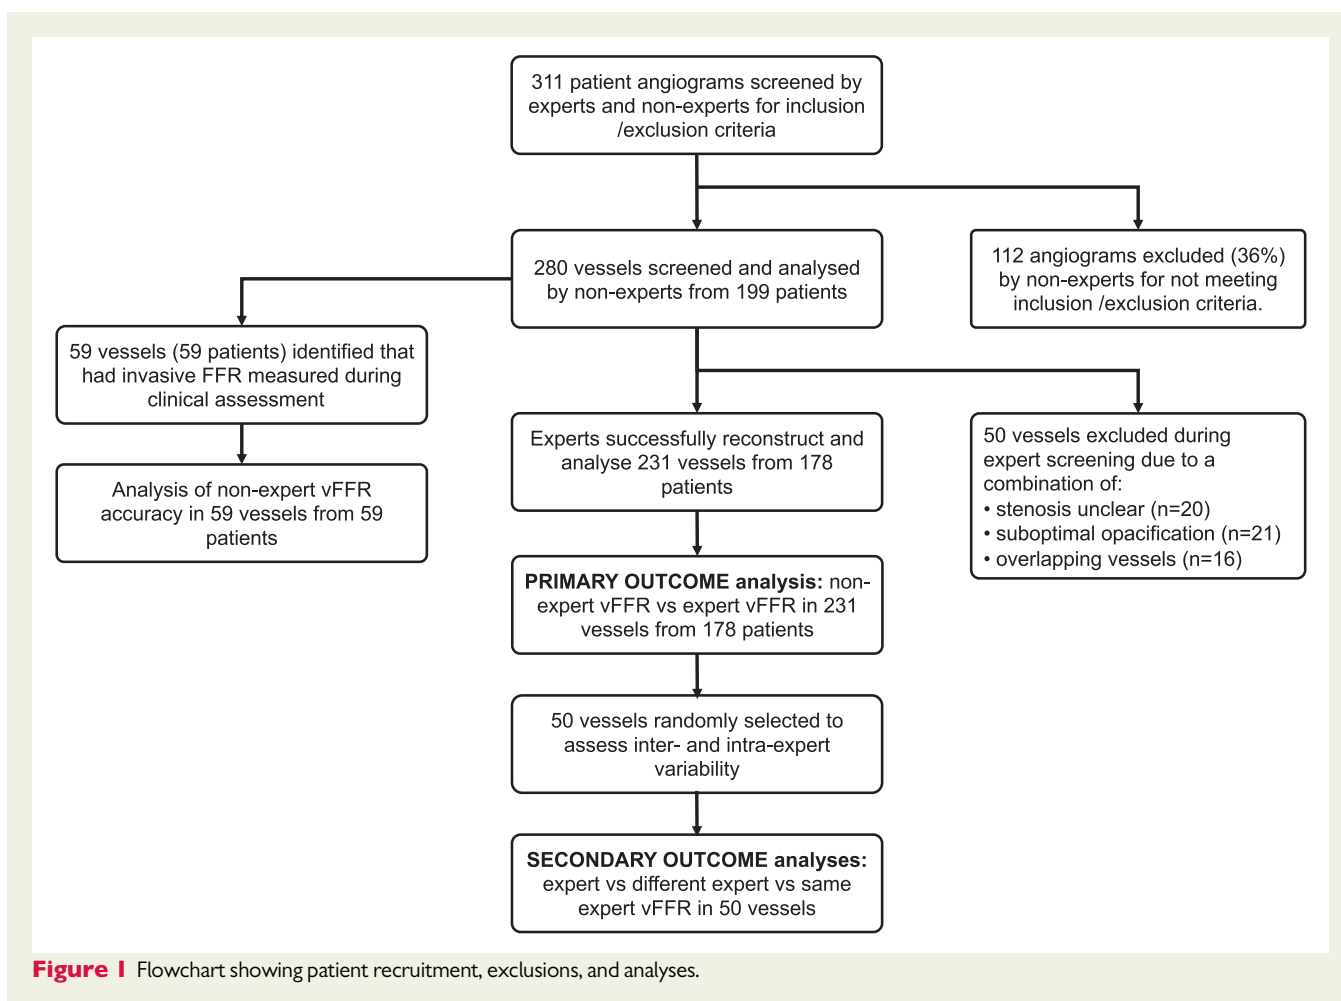 311 patient angiograms screened by
experts and non-experts for inclusion
/exclusion criteria
280 vessels screened and analysed
by non-experts from 199 patients
112 angiograms excluded (36%)
by non-experts for not meeting
inclusion /exclusion criteria.
59 vessels (59 patients) identified that
had invasive FFR measured during
clinical assessment
Analysis of non-expert vFFR
accuracy in 59 vessels from 59
patients
Experts successfully reconstruct and
analyse 231 vessels from 178
patients
50 vessels excluded during
expert screening due to a
combination of:
• stenosis unclear (n=20)
• suboptimal opacification (n=21)
• overlapping vessels (n=16)
PRIMARY OUTCOME analysis: non-
expert vFFR vs expert vFFR in 231
vessels from 178 patients
50 vessels randomly selected to
assess inter- and intra-expert
variability
SECONDARY OUTCOME analyses:
expert vs different expert vs same
expert vFFR in 50 vessels
Figure 1 Flowchart showing patient recruitment, exclusions, and analyses.